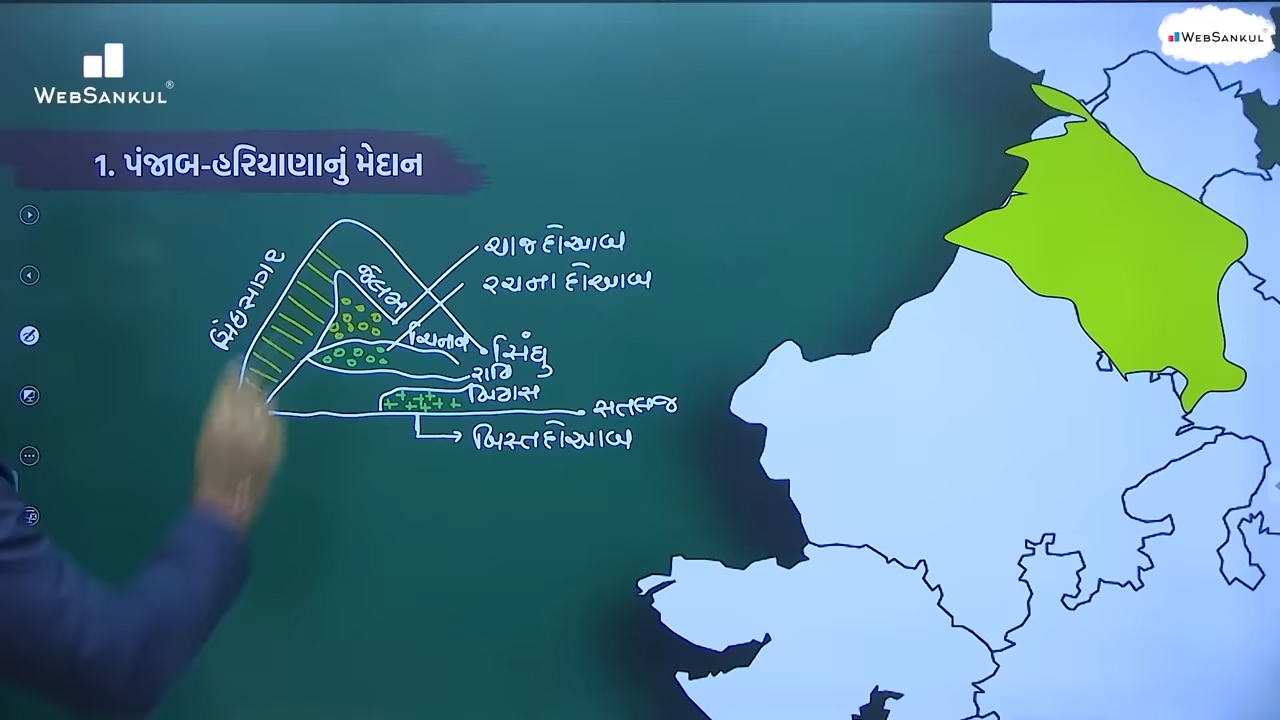 WEBSANKUL®
WEBSANKUL
1. પંજાબ-હરિયાણાનું મેદાન
સિંધસાગર
જેલમ
ચાજ દોઆબ
રચના દોઆબ
ચિનાબ
સિંધુ
રાવિ
બિયાસ
સતલજ
બિસ્ત દોઆબ